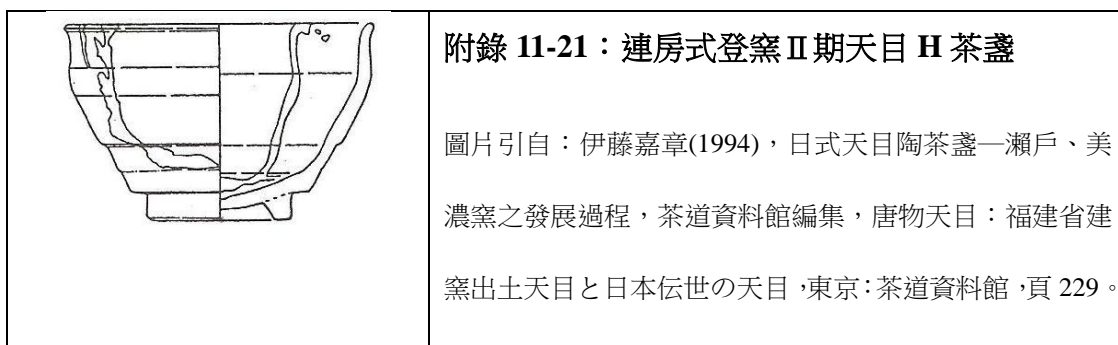 附錄 11-21：連房式登窯Ⅱ期天目 H 茶盞
圖片引自：伊藤嘉章(1994)，日式天目陶茶盞─瀨戶、美
濃窯之發展過程，茶道資料館編集，唐物天目：福建省建
窯出土天目と日本伝世の天目，東京：茶道資料館，頁 229。